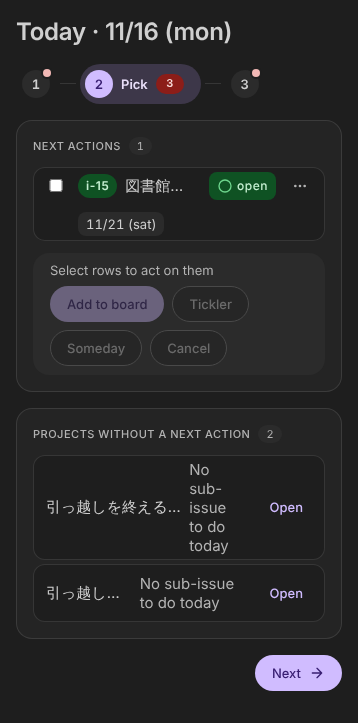 Today · 11/16 (mon)
1
2 Pick 3
3
NEXT ACTIONS 1
i-15 図書館... open ...
11/21 (sat)
Select rows to act on them
Add to board Tickler
Someday Cancel
PROJECTS WITHOUT A NEXT ACTION 2
引っ越しを終える... No sub-issue to do today Open
引っ越し... No sub-issue to do today Open
Next →